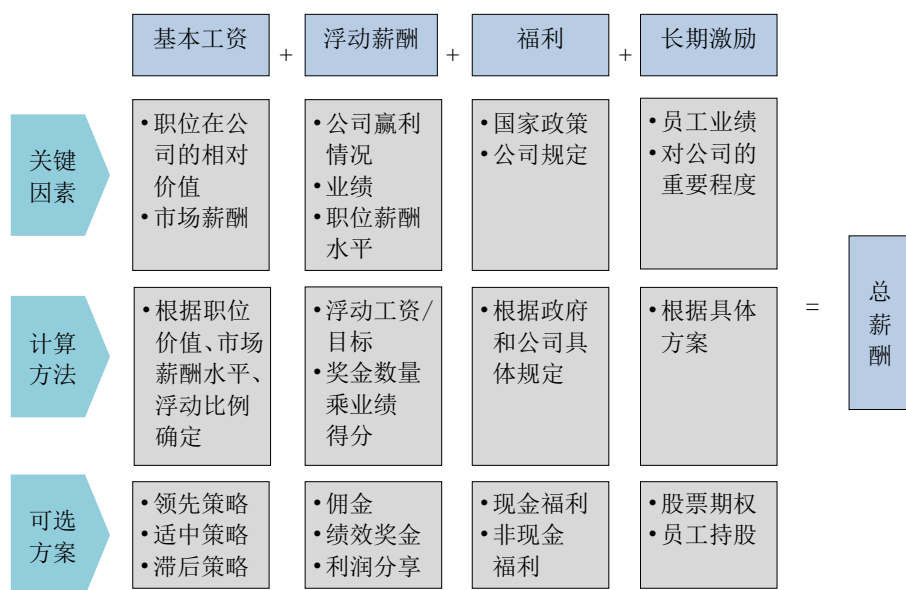 基本工资 + 浮动薪酬 + 福利 + 长期激励
关键
因素
•职位在公
司的相对
价值
•市场薪酬
•公司赢利
情况
•业绩
•职位薪酬
水平
•国家政策
•公司规定
•员工业绩
•对公司的
重要程度
计算
方法
•根据职位
价值、市场
薪酬水平、
浮动比例
确定
•浮动工资/
目标
•奖金数量
乘业绩
得分
•根据政府
和公司具
体规定
•根据具体
方案
可选
方案
•领先策略
•适中策略
•滞后策略
•佣金
•绩效奖金
•利润分享
•现金福利
•非现金
福利
•股票期权
•员工持股
=
总
薪
酬